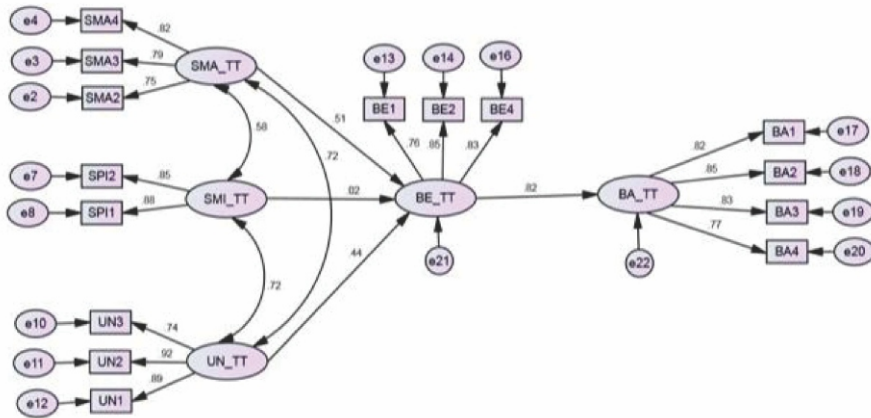 e4 SMA4 .82
e3 SMA3 .79
e2 SMA2 .75
SMA_TT
.58
.72
.51
e7 SPI2 .85
e8 SPI1 .88
SMI_TT
.02
.72
.44
e10 UN3 .74
e11 UN2 .92
e12 UN1 .89
UN_TT
e13 e14 e16
BE1 BE2 BE4
.76 .85 .83
BE_TT
e21
.82
BA_TT
e22
.82 BA1 e17
.85 BA2 e18
.83 BA3 e19
.77 BA4 e20